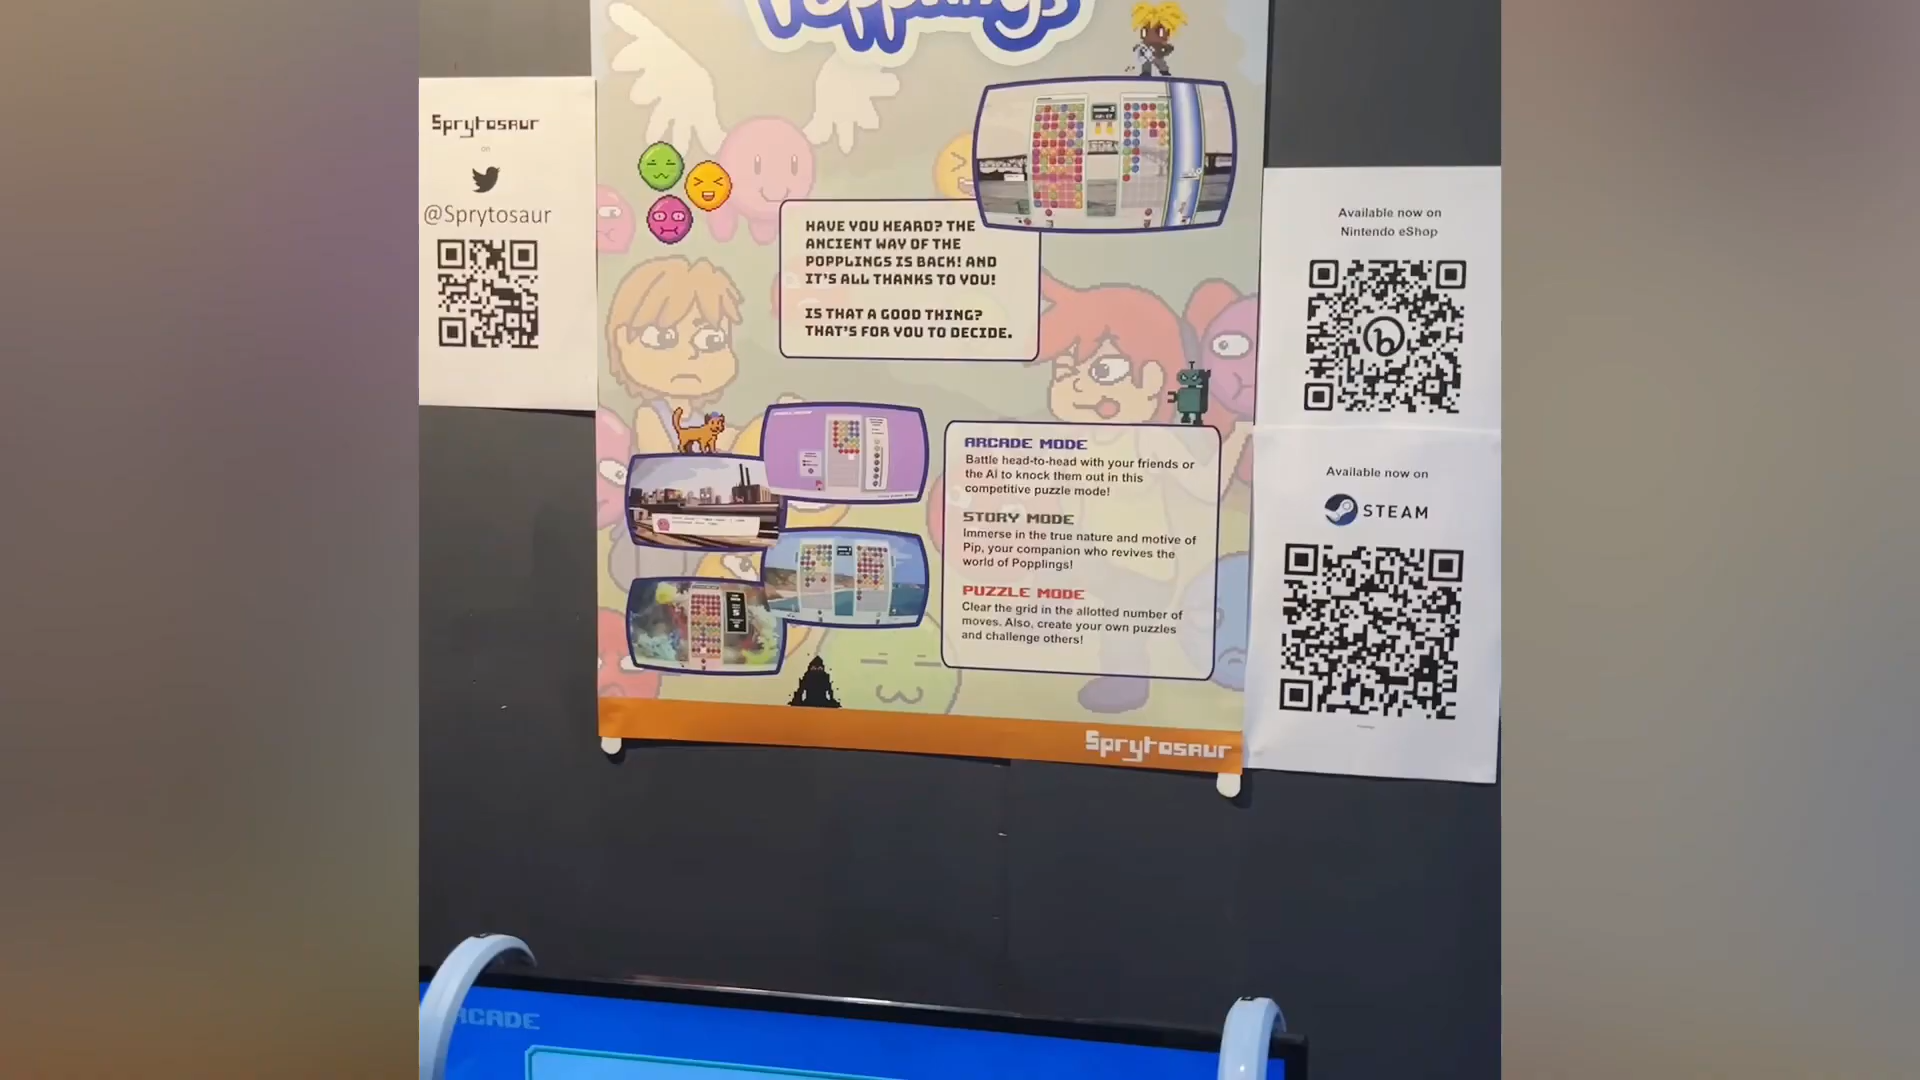 Popplings
Sprytosaur
on
@Sprytosaur
HAVE YOU HEARD? THE
ANCIENT WAY OF THE
POPPLINGS IS BACK! AND
IT'S ALL THANKS TO YOU!
IS THAT A GOOD THING?
THAT'S FOR YOU TO DECIDE.
ARCADE MODE
Battle head-to-head with your friends or
the AI to knock them out in this
competitive puzzle mode!
STORY MODE
Immerse in the true nature and motive of
Pip, your companion who revives the
world of Popplings!
PUZZLE MODE
Clear the grid in the allotted number of
moves. Also, create your own puzzles
and challenge others!
Sprytosaur
Available now on
Nintendo eShop
b
Available now on
STEAM
ARCADE